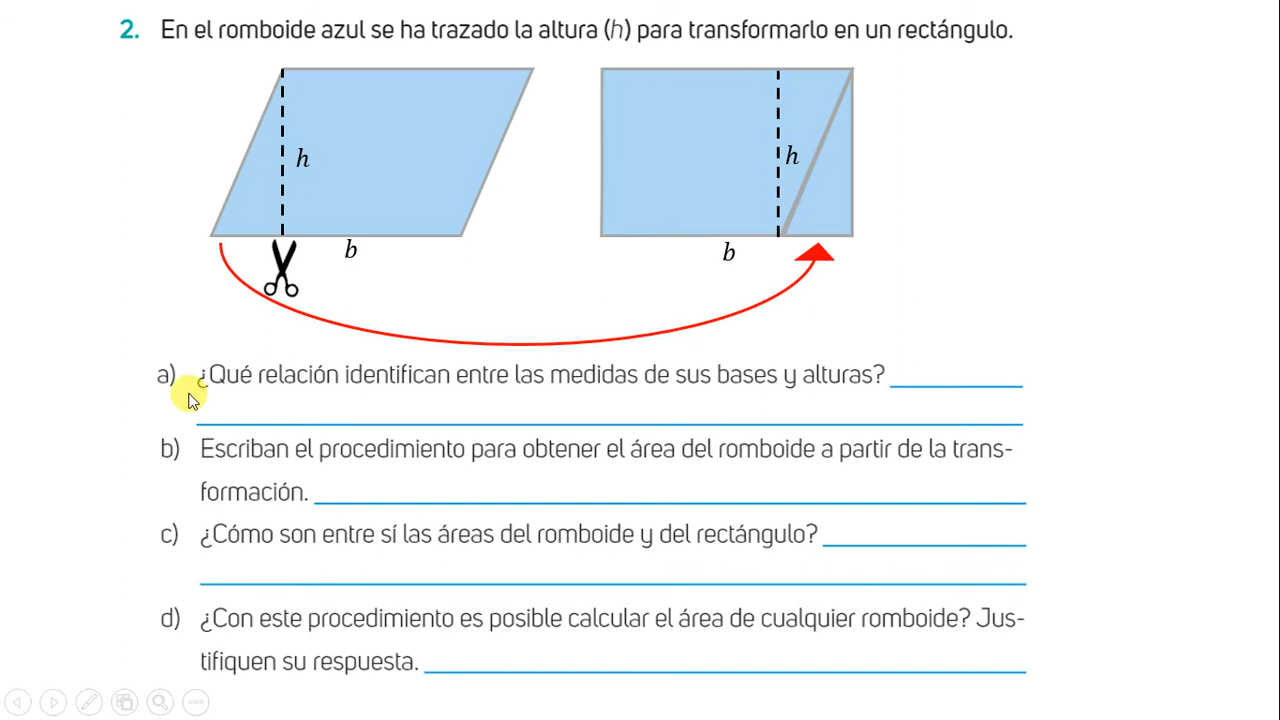 2. En el romboide azul se ha trazado la altura (h) para transformarlo en un rectángulo.
h
h
b
b
a) ¿Qué relación identifican entre las medidas de sus bases y alturas?
b) Escriban el procedimiento para obtener el área del romboide a partir de la trans-
formación.
c) ¿Cómo son entre sí las áreas del romboide y del rectángulo?
d) ¿Con este procedimiento es posible calcular el área de cualquier romboide? Jus-
tifiquen su respuesta.